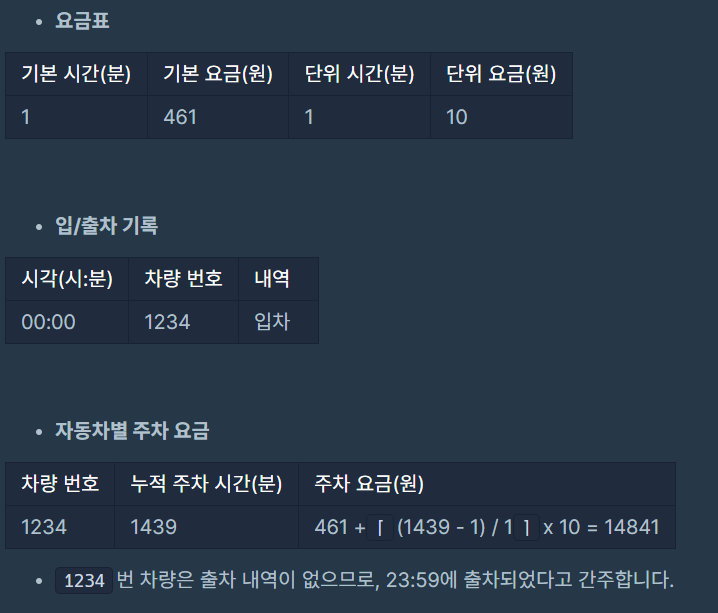 • 요금표
기본 시간(분) 기본 요금(원) 단위 시간(분) 단위 요금(원)
1 461 1 10
• 입/출차 기록
시각(시:분) 차량 번호 내역
00:00 1234 입차
• 자동차별 주차 요금
차량 번호 누적 주차 시간(분) 주차 요금(원)
1234 1439 461 + ⌈ (1439 - 1) / 1 ⌉ x 10 = 14841
• 1234 번 차량은 출차 내역이 없으므로, 23:59에 출차되었다고 간주합니다.